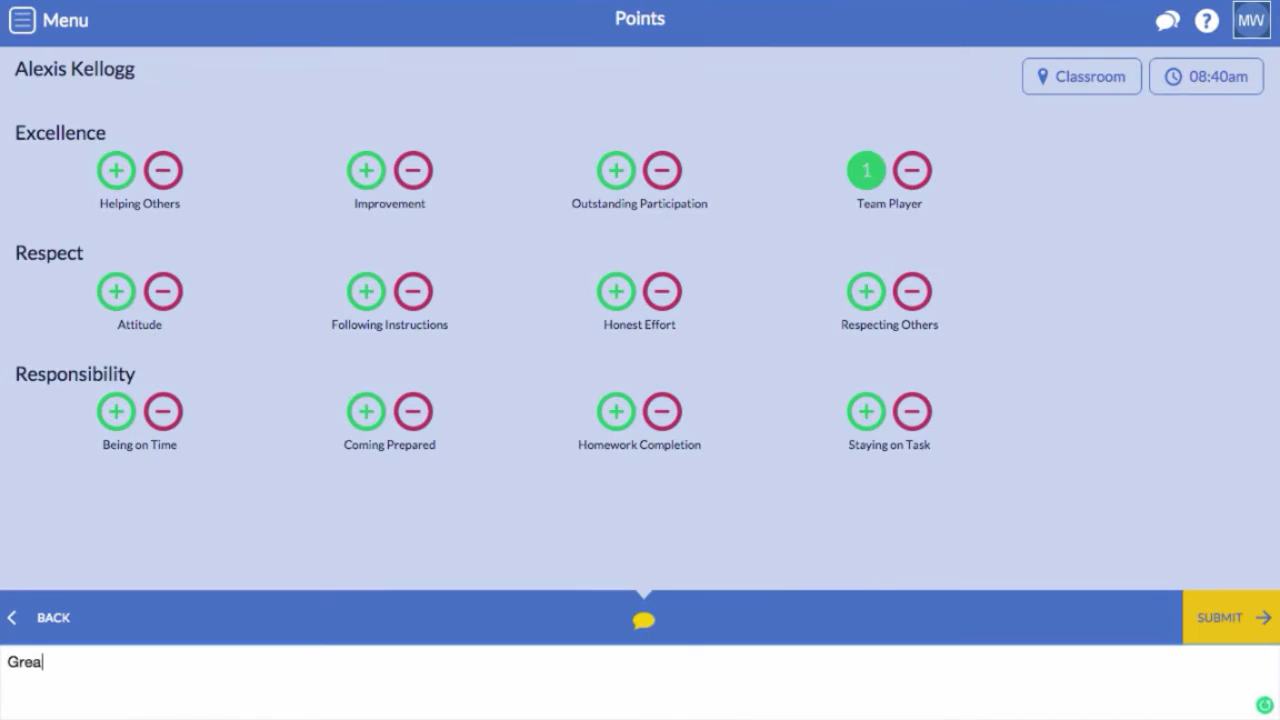 Menu Points MW
Alexis Kellogg Classroom 08:40am
Excellence
1
Helping Others Improvement Outstanding Participation Team Player
Respect
Attitude Following Instructions Honest Effort Respecting Others
Responsibility
Being on Time Coming Prepared Homework Completion Staying on Task
BACK SUBMIT
Grea